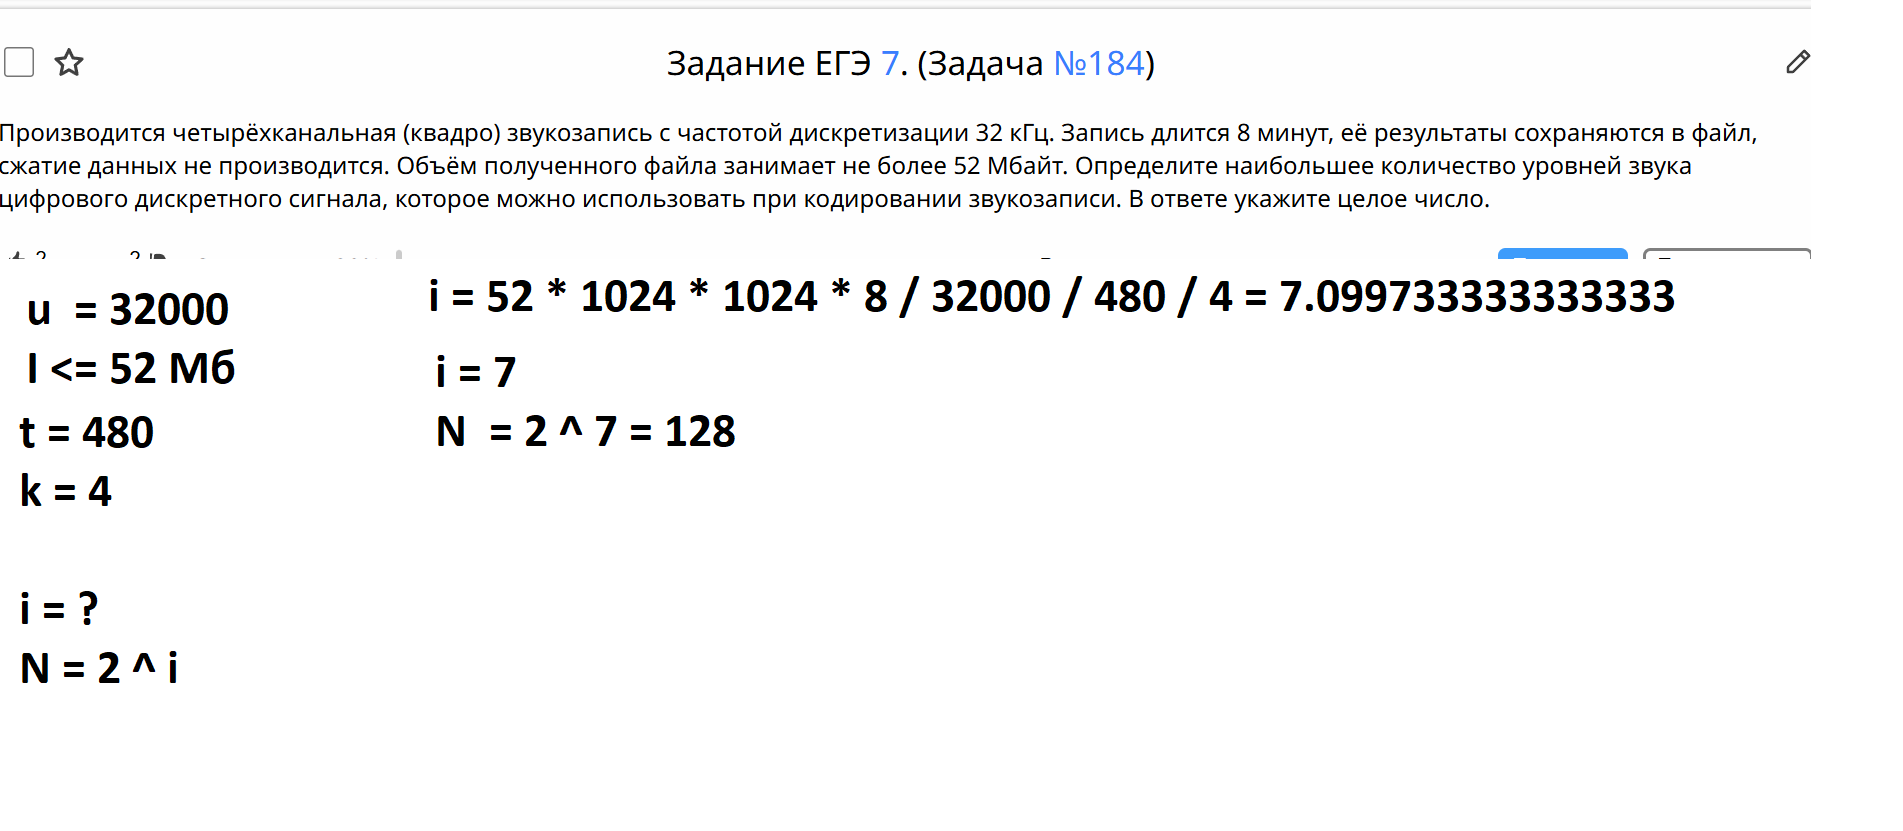 Задание ЕГЭ 7. (Задача №184)
Производится четырёхканальная (квадро) звукозапись с частотой дискретизации 32 кГц. Запись длится 8 минут, её результаты сохраняются в файл,
сжатие данных не производится. Объём полученного файла занимает не более 52 Мбайт. Определите наибольшее количество уровней звука
цифрового дискретного сигнала, которое можно использовать при кодировании звукозаписи. В ответе укажите целое число.
u = 32000
I <= 52 Мб
t = 480
k = 4
i = ?
N = 2 ^ i
i = 52 * 1024 * 1024 * 8 / 32000 / 480 / 4 = 7.099733333333333
i = 7
N = 2 ^ 7 = 128